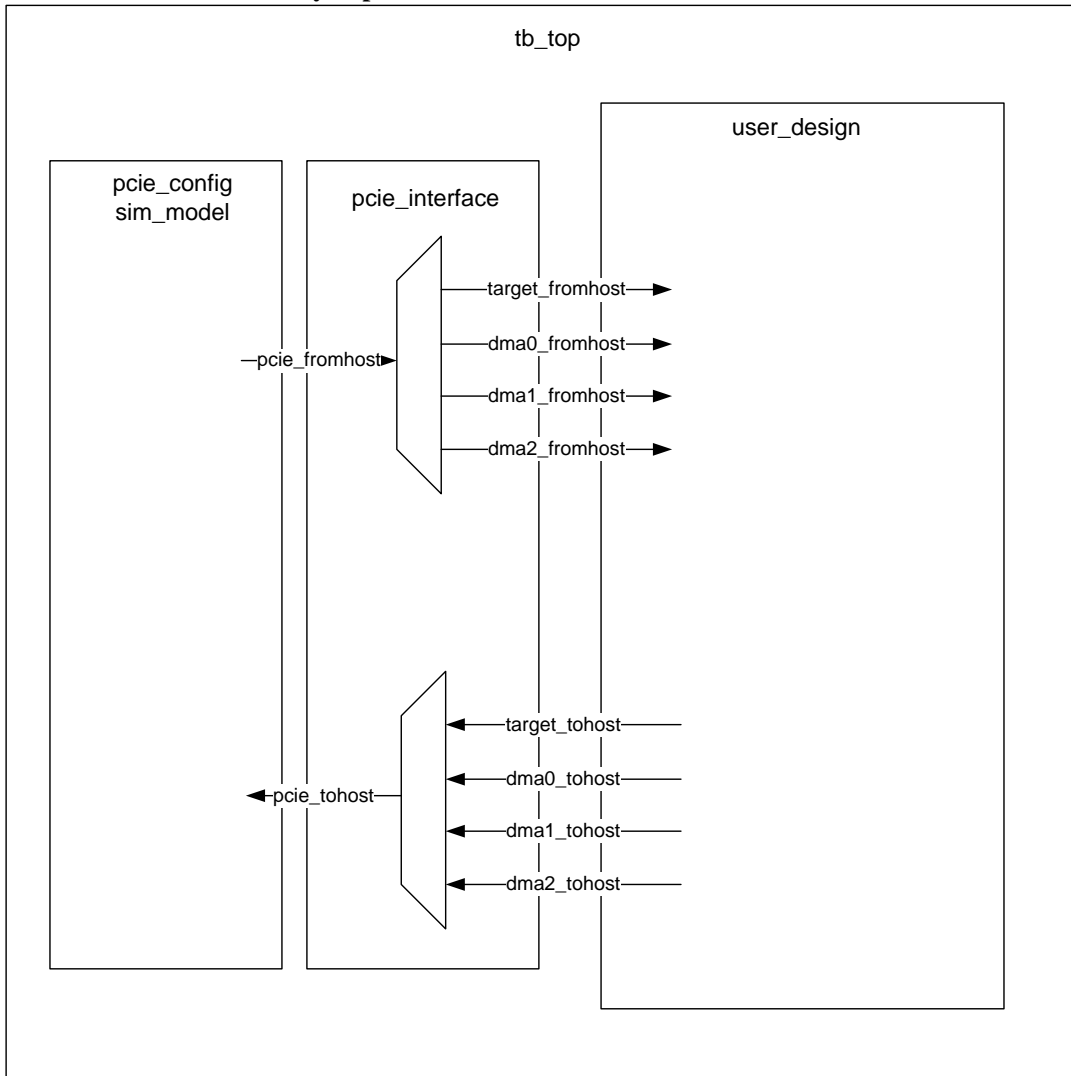 tb_top
user_design
pcie_config
sim_model
pcie_interface
target_fromhost
dma0_fromhost
pcie_fromhost
dma1_fromhost
dma2_fromhost
target_tohost
dma0_tohost
pcie_tohost
dma1_tohost
dma2_tohost